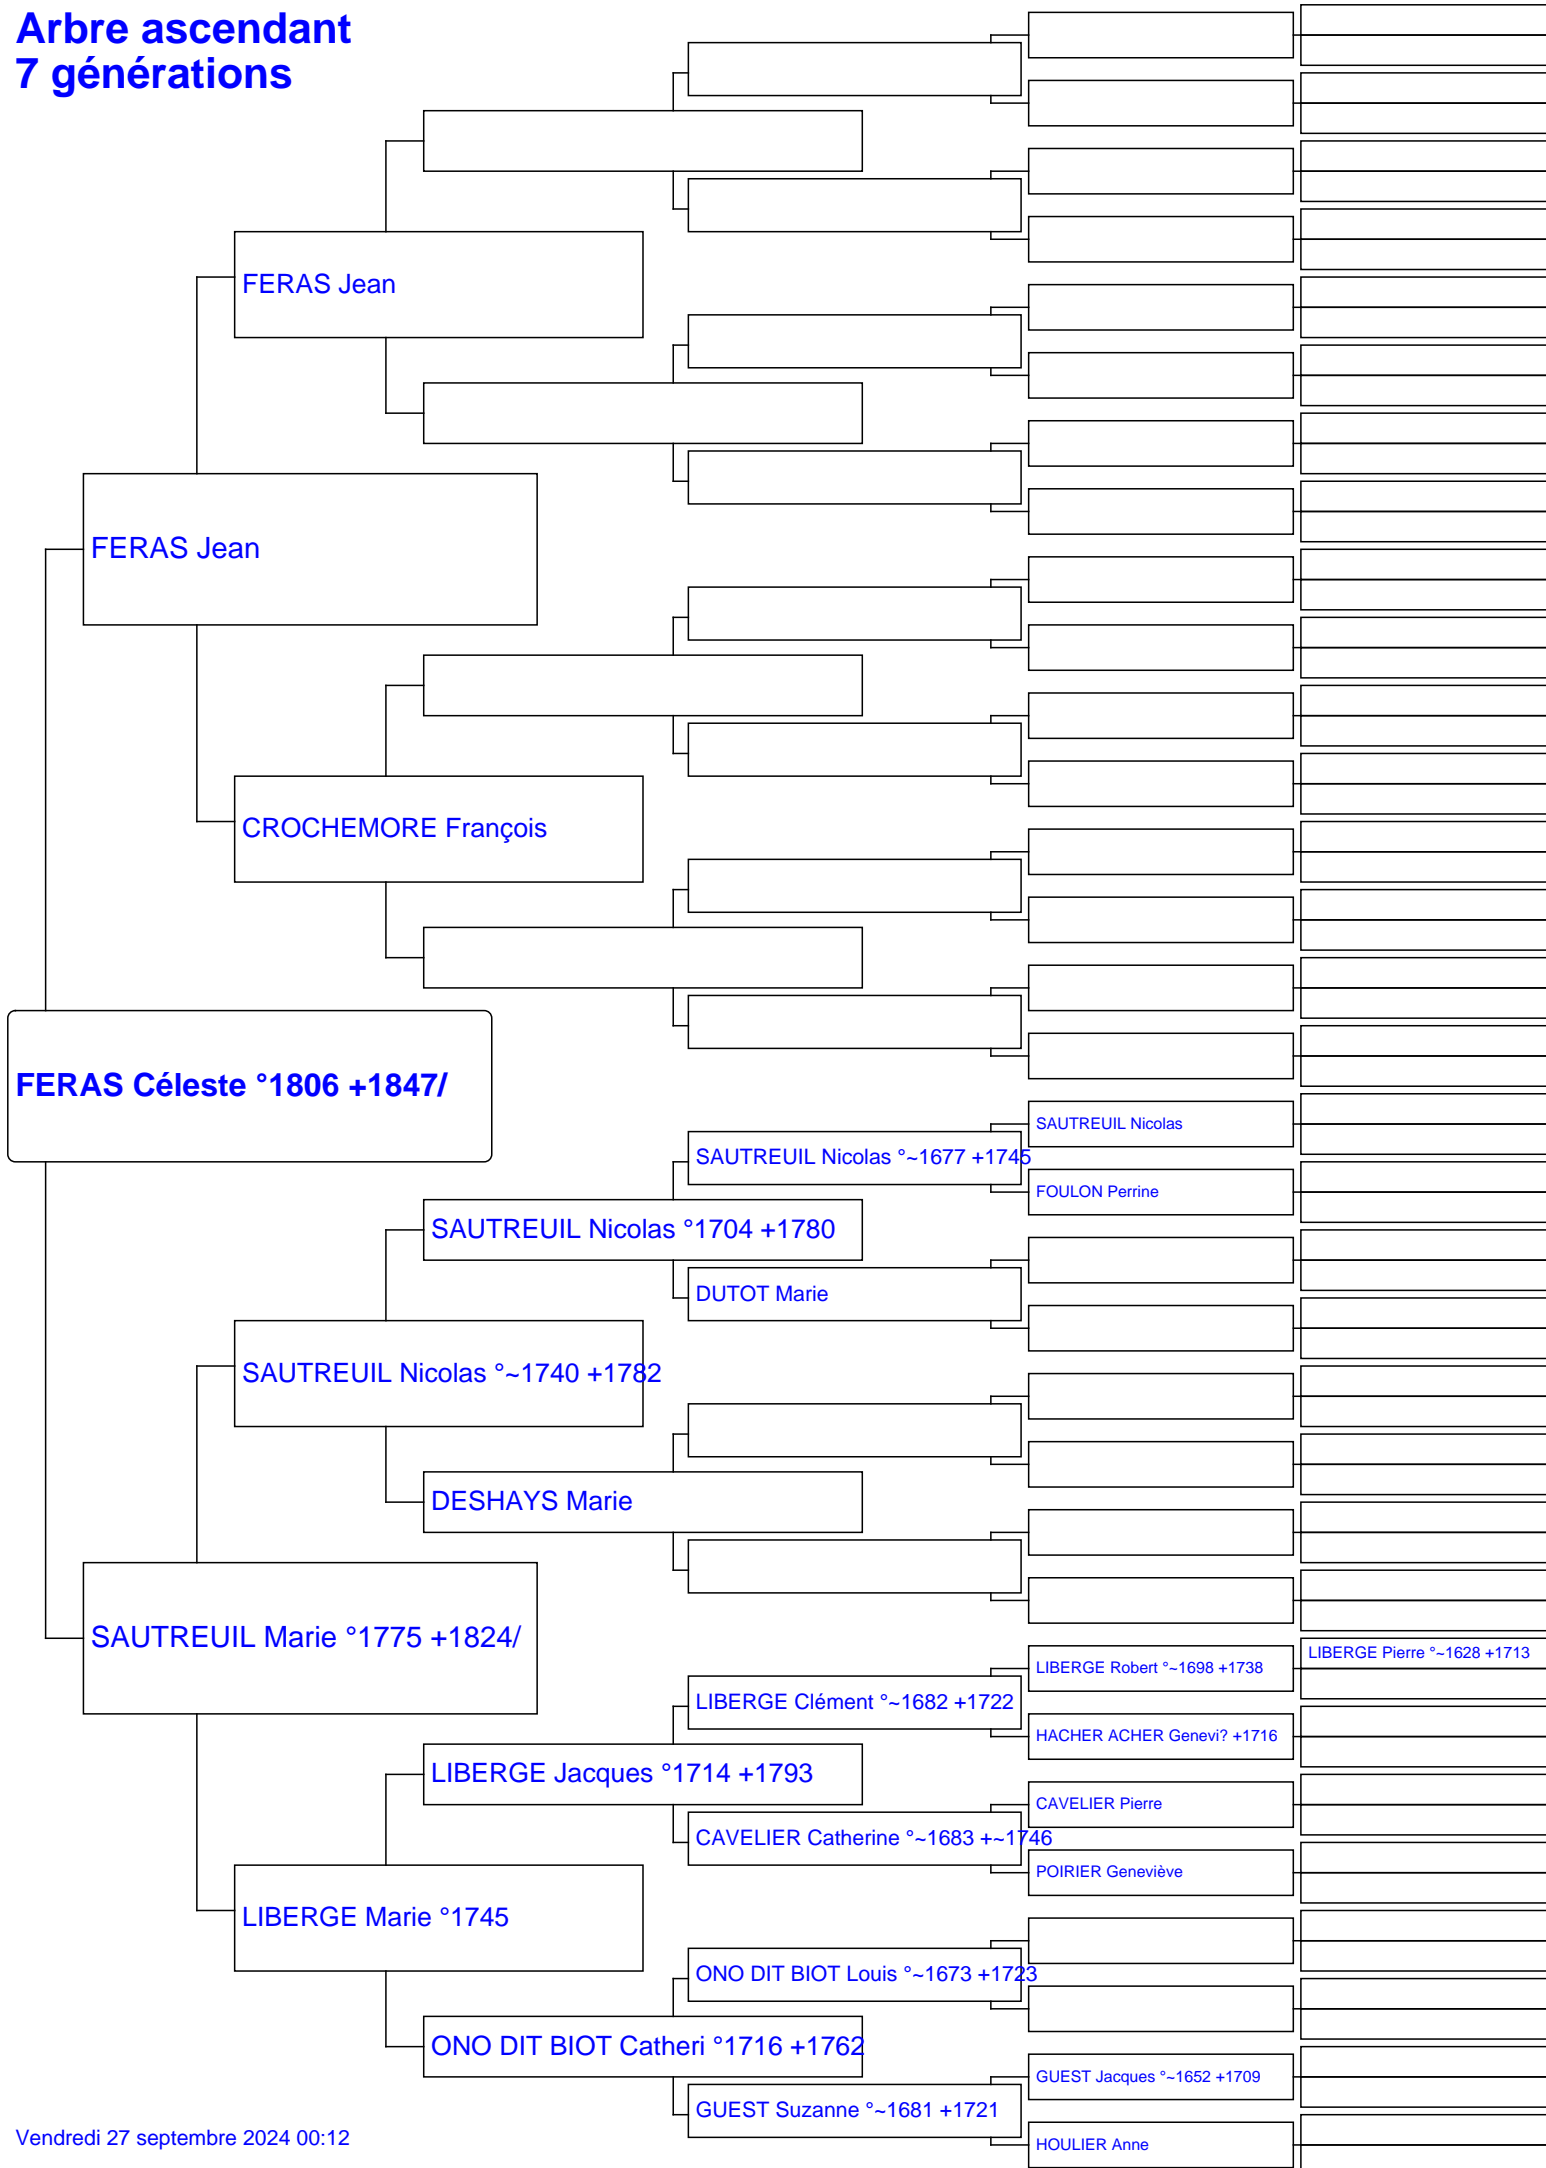 Arbre ascendant
7 générations
FERAS Jean
FERAS Jean
CROCHEMORE François
FERAS Céleste °1806 +1847/
SAUTREUIL Nicolas
SAUTREUIL Nicolas °~1677 +1745
FOULON Perrine
SAUTREUIL Nicolas °1704 +1780
DUTOT Marie
SAUTREUIL Nicolas °~1740 +1782
DESHAYS Marie
SAUTREUIL Marie °1775 +1824/
LIBERGE Pierre °~1628 +1713
LIBERGE Robert °~1698 +1738
LIBERGE Clément °~1682 +1722
HACHER ACHER Genevi? +1716
LIBERGE Jacques °1714 +1793
CAVELIER Pierre
CAVELIER Catherine °~1683 +~1746
POIRIER Geneviève
LIBERGE Marie °1745
ONO DIT BIOT Louis °~1673 +1723
ONO DIT BIOT Catheri °1716 +1762
GUEST Jacques °~1652 +1709
GUEST Suzanne °~1681 +1721
HOULIER Anne
Vendredi 27 septembre 2024 00:12